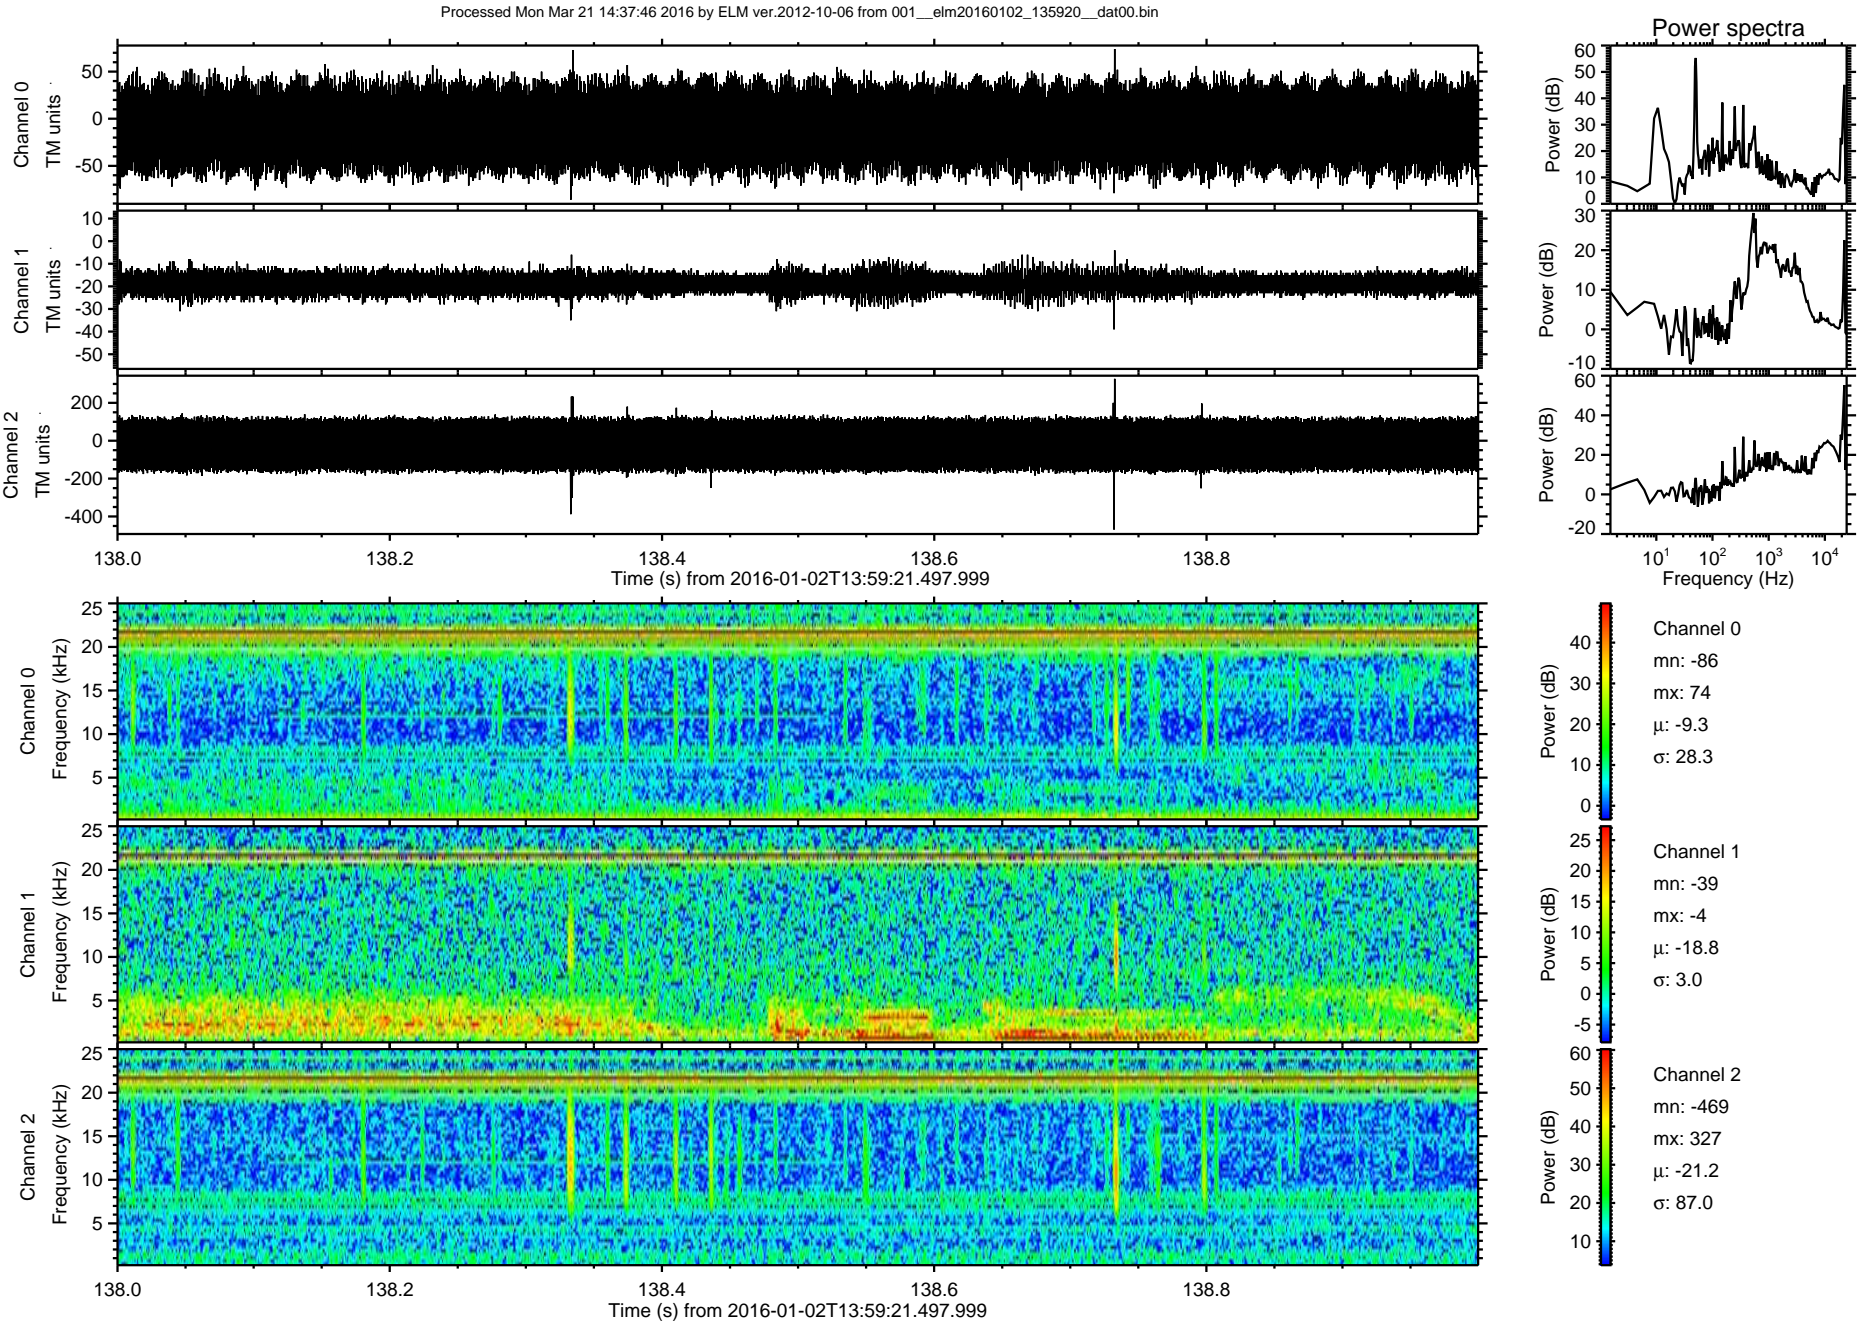 Processed Mon Mar 21 14:37:46 2016 by ELM ver.2012-10-06 from 001__elm20160102_135920__dat00.bin
Power spectra
Channel 0
TM units
50
0
-50
Power (dB)
60
50
40
30
20
10
0
Channel 1
TM units
10
0
-10
-20
-30
-40
-50
Power (dB)
30
20
10
0
-10
Channel 2
TM units
200
0
-200
-400
Power (dB)
60
40
20
0
-20
138.0 138.2 138.4 138.6 138.8
Time (s) from 2016-01-02T13:59:21.497.999
10¹ 10² 10³ 10⁴
Frequency (Hz)
Channel 0
Frequency (kHz)
25
20
15
10
5
Power (dB)
40
30
20
10
0
Channel 0
mn: -86
mx: 74
μ: -9.3
σ: 28.3
Channel 1
Frequency (kHz)
25
20
15
10
5
Power (dB)
25
20
15
10
5
0
-5
Channel 1
mn: -39
mx: -4
μ: -18.8
σ: 3.0
Channel 2
Frequency (kHz)
25
20
15
10
5
Power (dB)
60
50
40
30
20
10
Channel 2
mn: -469
mx: 327
μ: -21.2
σ: 87.0
138.0 138.2 138.4 138.6 138.8
Time (s) from 2016-01-02T13:59:21.497.999